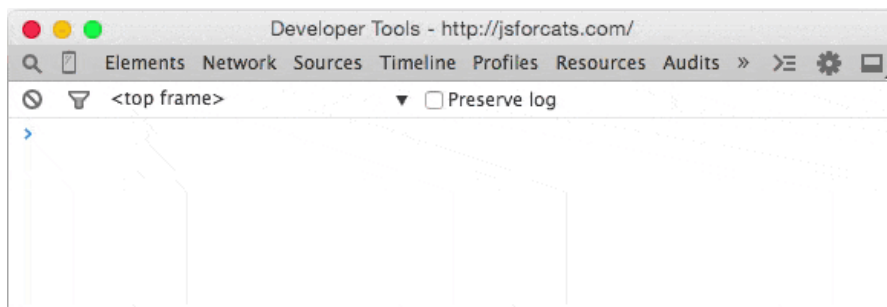 Developer Tools - http://jsforcats.com/
Elements Network Sources Timeline Profiles Resources Audits »
<top frame> ▼ Preserve log
>